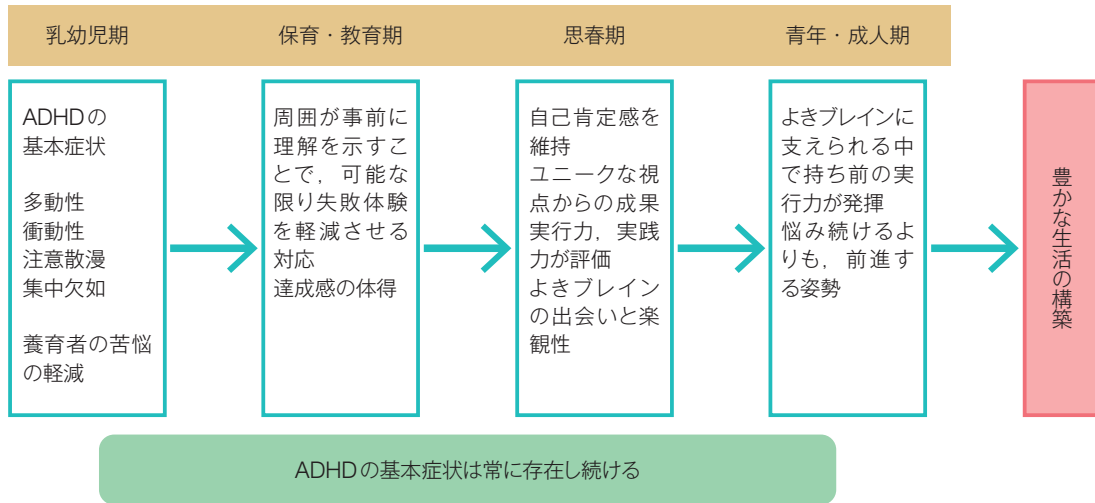 乳幼児期
保育・教育期
思春期
青年・成人期
ADHDの
基本症状
多動性
衝動性
注意散漫
集中欠如
養育者の苦悩
の軽減
周囲が事前に
理解を示すこ
とで，可能な
限り失敗体験
を軽減させる
対応
達成感の体得
自己肯定感を
維持
ユニークな視
点からの成果
実行力，実践
力が評価
よきブレイン
の出会いと楽
観性
よきブレインに
支えられる中
で持ち前の実
行力が発揮
悩み続けるよ
りも，前進す
る姿勢
豊かな生活の構築
ADHDの基本症状は常に存在し続ける